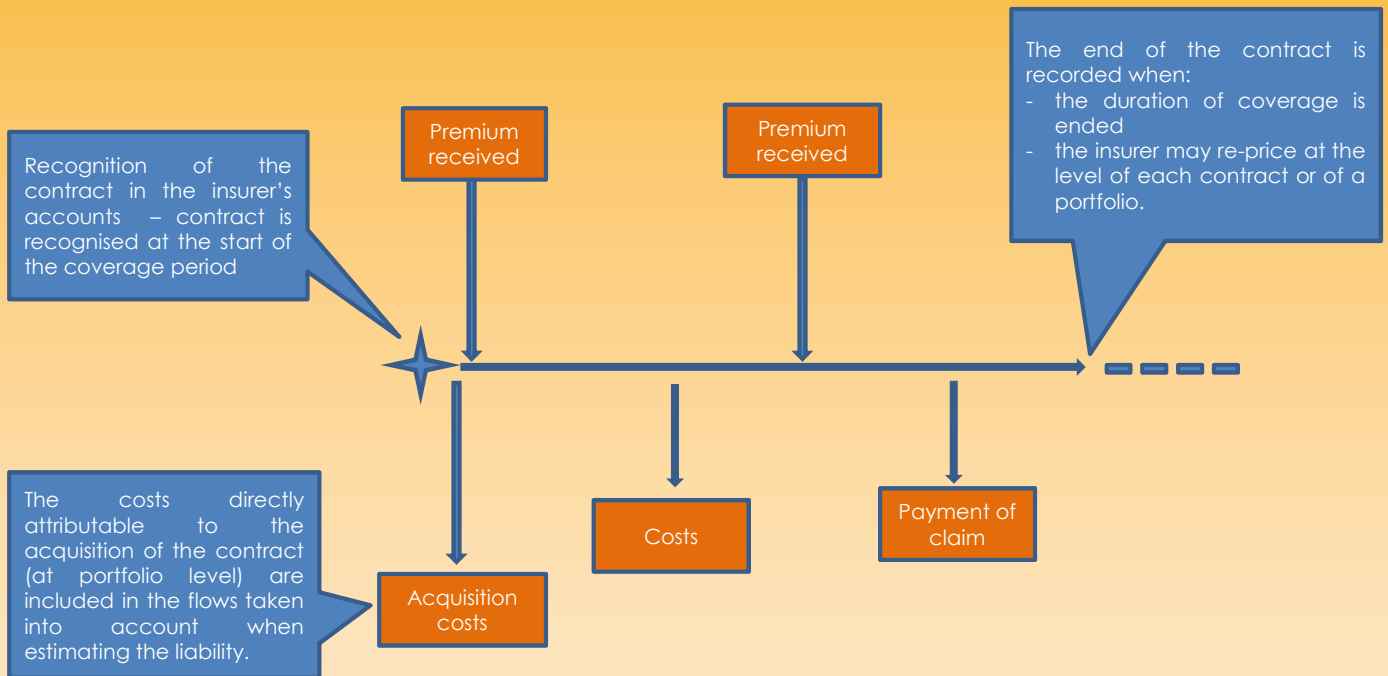 Premium
received
Premium
received
The end of the contract is
recorded when:
- the duration of coverage is
ended
- the insurer may re-price at the
level of each contract or of a
portfolio.
Recognition of the
contract in the insurer's
accounts – contract is
recognised at the start of
the coverage period
The costs directly
attributable to the
acquisition of the contract
(at portfolio level) are
included in the flows taken
into account when
estimating the liability.
Acquisition
costs
Costs
Payment of
claim